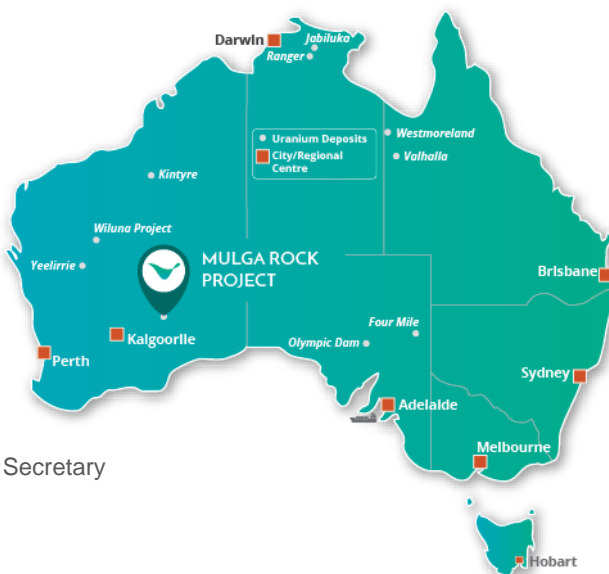 Darwin
Jabiluka
Ranger
Uranium Deposits
City/Regional
Centre
Westmoreland
Valhalla
Kintyre
Wiluna Project
Yeelirrie
MULGA ROCK
PROJECT
Brisbane
Kalgoorlie
Perth
Four Mile
Olympic Dam
Sydney
Adelaide
Melbourne
Secretary
Hobart